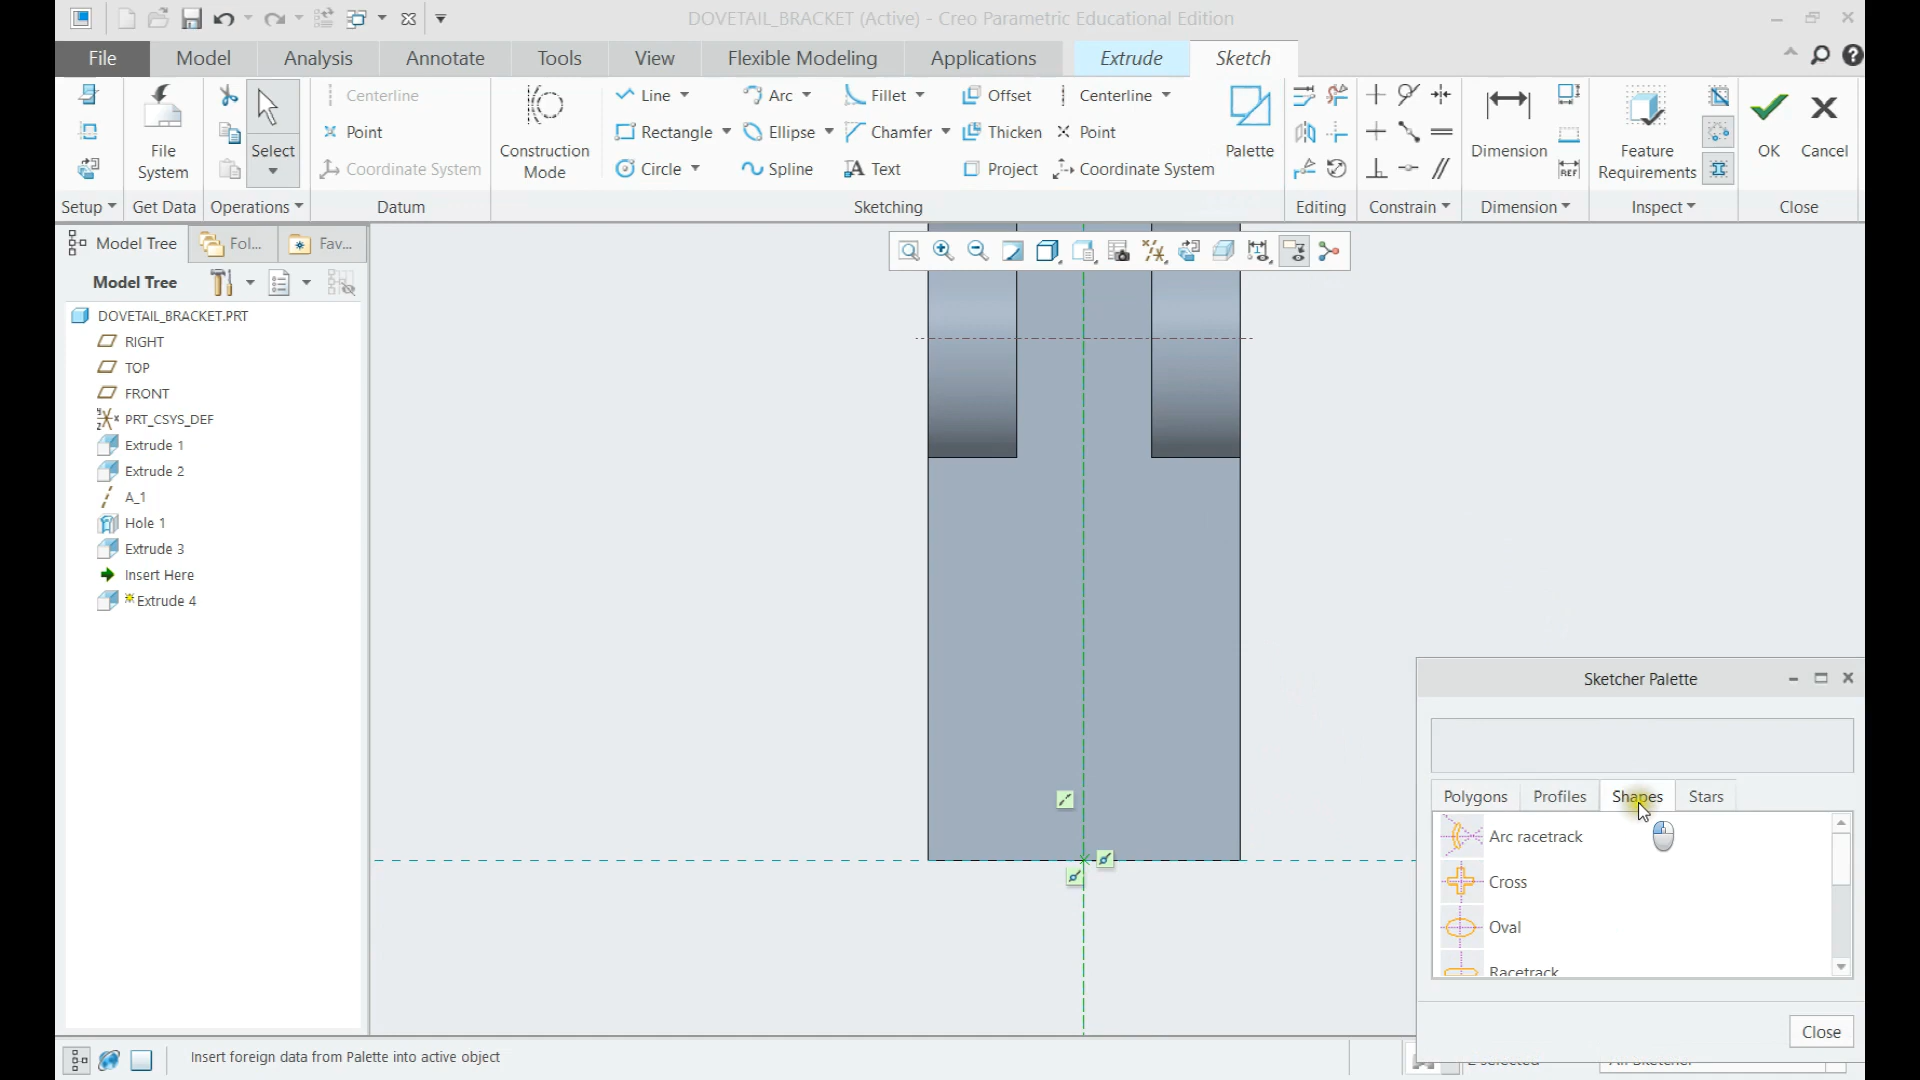 DOVETAIL_BRACKET (Active) - Creo Parametric Educational Edition
File Model Analysis Annotate Tools View Flexible Modeling Applications Extrude Sketch
Centerline Line Arc Fillet Offset Centerline
Point Rectangle Ellipse Chamfer Thicken Point
Coordinate System Circle Spline Text Project Coordinate System
File System Select Construction Mode Palette Dimension REF Feature Requirements OK Cancel
Setup Get Data Operations Datum Sketching Editing Constrain Dimension Inspect Close
Model Tree Fol... Fav...
Model Tree
DOVETAIL_BRACKET.PRT
RIGHT
TOP
FRONT
PRT_CSYS_DEF
Extrude 1
Extrude 2
A_1
Hole 1
Extrude 3
Insert Here
Extrude 4
Sketcher Palette
Polygons Profiles Shapes Stars
Arc racetrack
Cross
Oval
Racetrack
Close
Insert foreign data from Palette into active object